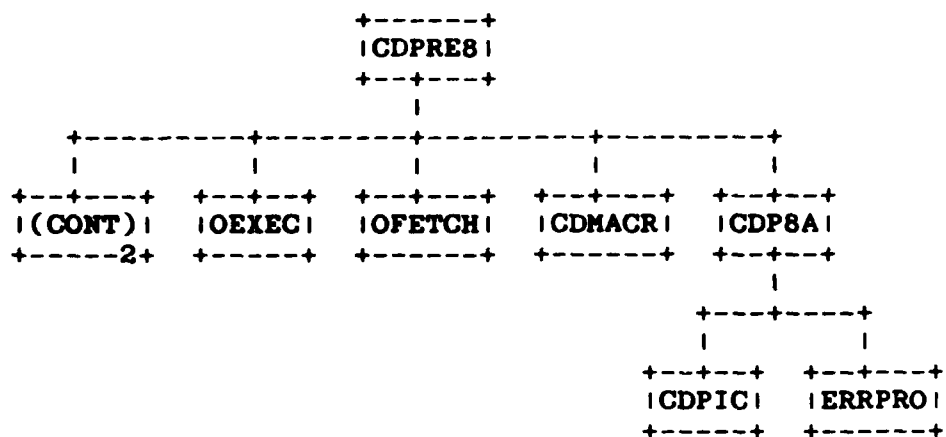 CDPRE8
(CONT) OEXEC OFETCH CDMACR CDP8A
2
CDPIC ERRPRO